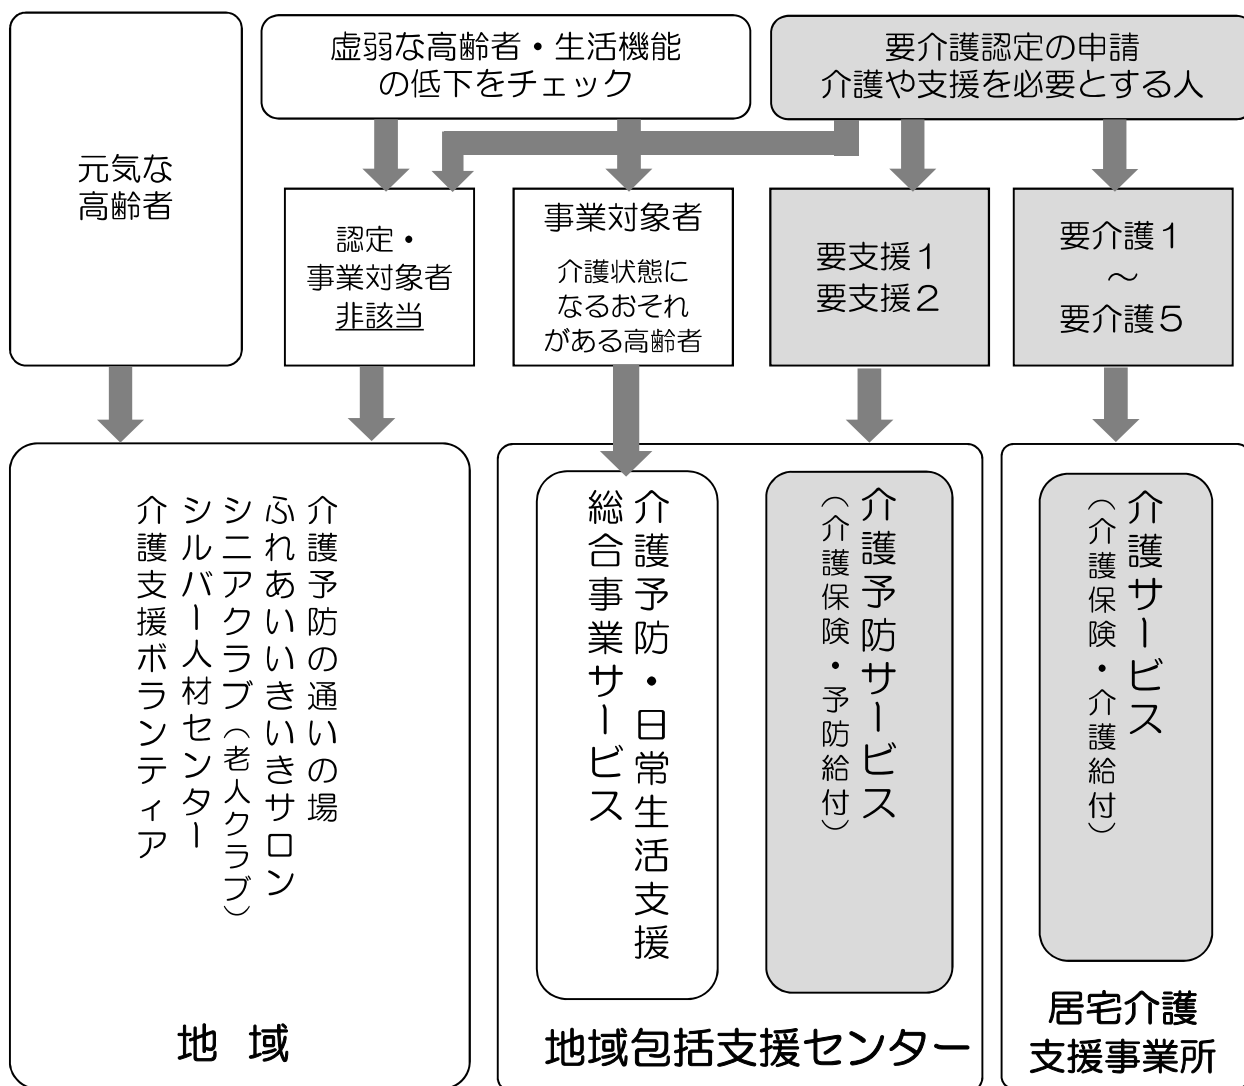 元気な
高齢者
虚弱な高齢者・生活機能
の低下をチェック
要介護認定の申請
介護や支援を必要とする人
認定・
事業対象者
非該当
事業対象者
介護状態に
なるおそれ
がある高齢者
要支援１
要支援２
要介護１
～
要介護５
介護予防の通いの場
ふれあいいきいきサロン
シニアクラブ（老人クラブ）
シルバー人材センター
介護支援ボランティア
地域
介護予防・日常生活支援
総合事業サービス
介護予防サービス
（介護保険・予防給付）
地域包括支援センター
介護サービス
（介護保険・介護給付）
居宅介護
支援事業所